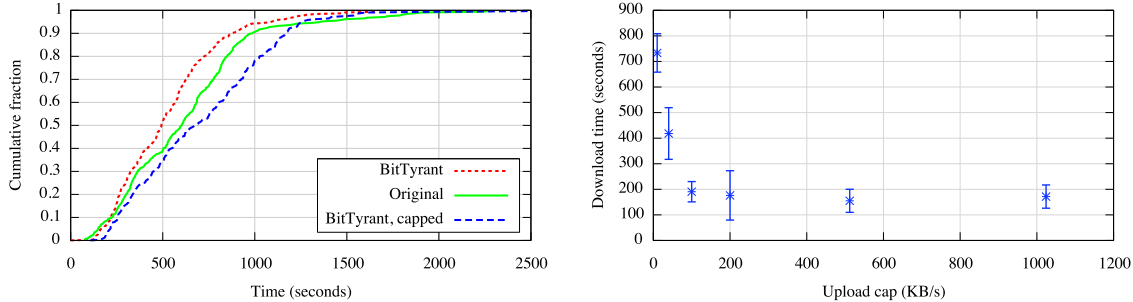 1
0.9
0.8
0.7
0.6
0.5
0.4
0.3
0.2
0.1
0
Cumulative fraction
BitTyrant
Original
BitTyrant, capped
0 500 1000 1500 2000 2500
Time (seconds)
900
800
700
600
500
400
300
200
100
0
Download time (seconds)
0 200 400 600 800 1000 1200
Upload cap (KB/s)